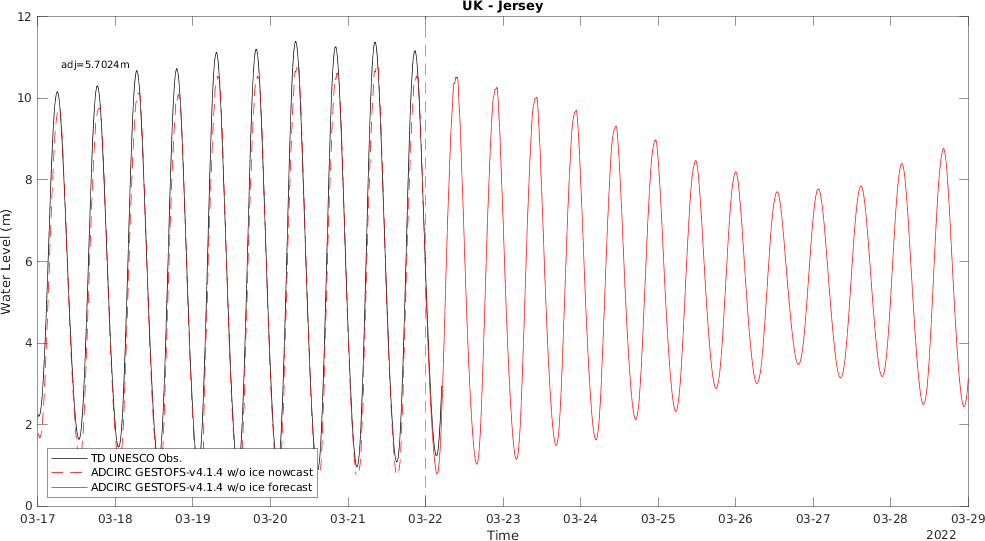 UK - Jersey
12
adj=5.7024m
10
8
6
4
2
0
Water Level (m)
TD UNESCO Obs.
ADCIRC GESTOFS-v4.1.4 w/o ice nowcast
ADCIRC GESTOFS-v4.1.4 w/o ice forecast
03-17 03-18 03-19 03-20 03-21 03-22 03-23 03-24 03-25 03-26 03-27 03-28 03-29
Time
2022